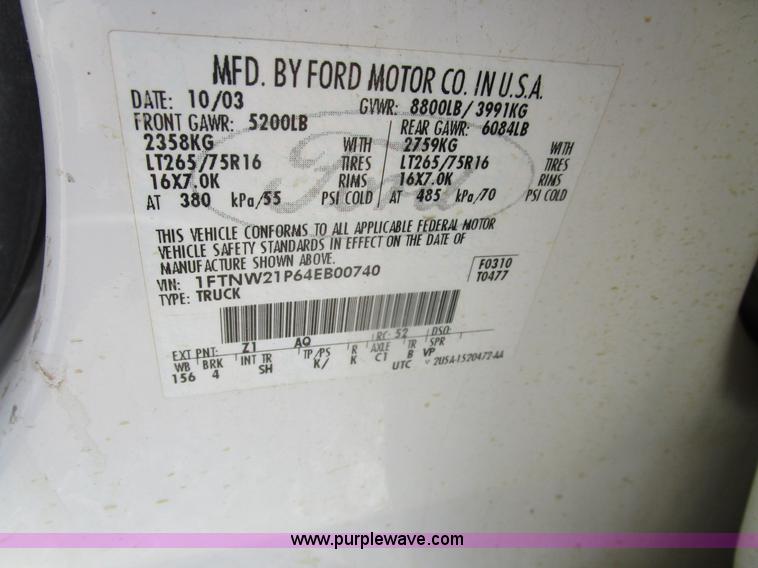 MFD. BY FORD MOTOR CO. IN U.S.A.
DATE: 10/03 GVWR: 8800LB/3991KG
FRONT GAWR: 5200LB REAR GAWR: 6084LB
2358KG WITH 2759KG WITH
LT265/75R16 TIRES LT265/75R16 TIRES
16X7.0K RIMS 16X7.0K RIMS
AT 380 kPa/55 PSI COLD AT 485 kPa/70 PSI COLD
Ford
THIS VEHICLE CONFORMS TO ALL APPLICABLE FEDERAL MOTOR
VEHICLE SAFETY STANDARDS IN EFFECT ON THE DATE OF
MANUFACTURE SHOWN ABOVE.
VIN: 1FTNW21P64EB00740 F0310
TYPE: TRUCK T0477
EXT PNT: Z1 AQ RC: 52 DSO:
WB BRK INT TR TP/PS R AXLE TR SPR
156 4 SH K/ K C1 B VP
UTC V 2U5A-1520472-AA
www.purplewave.com